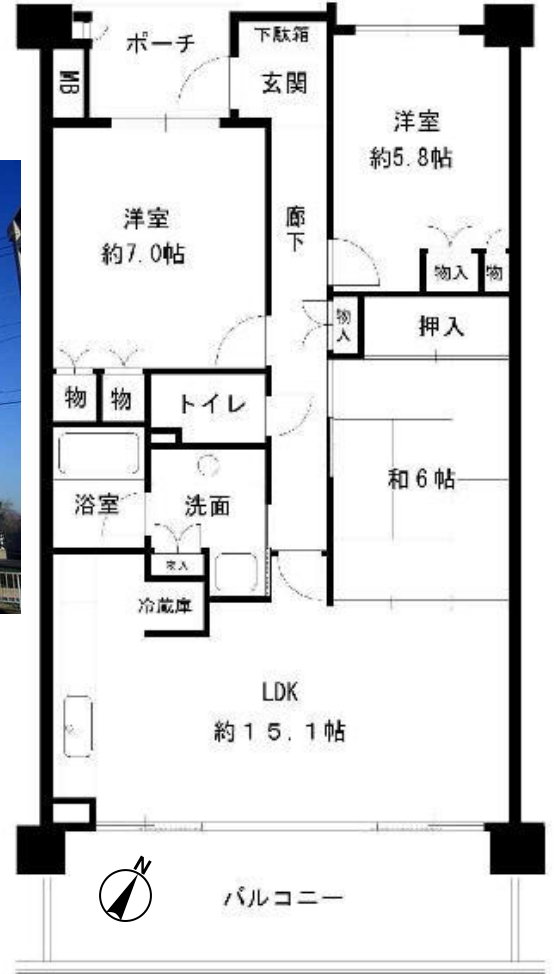 ポーチ
下駄箱
玄関
MB
洋室
約5.8帖
洋室
約7.0帖
廊下
物入
物
物入
押入
物
物
トイレ
和6帖
浴室
洗面
物入
冷蔵庫
LDK
約15.1帖
N
バルコニー